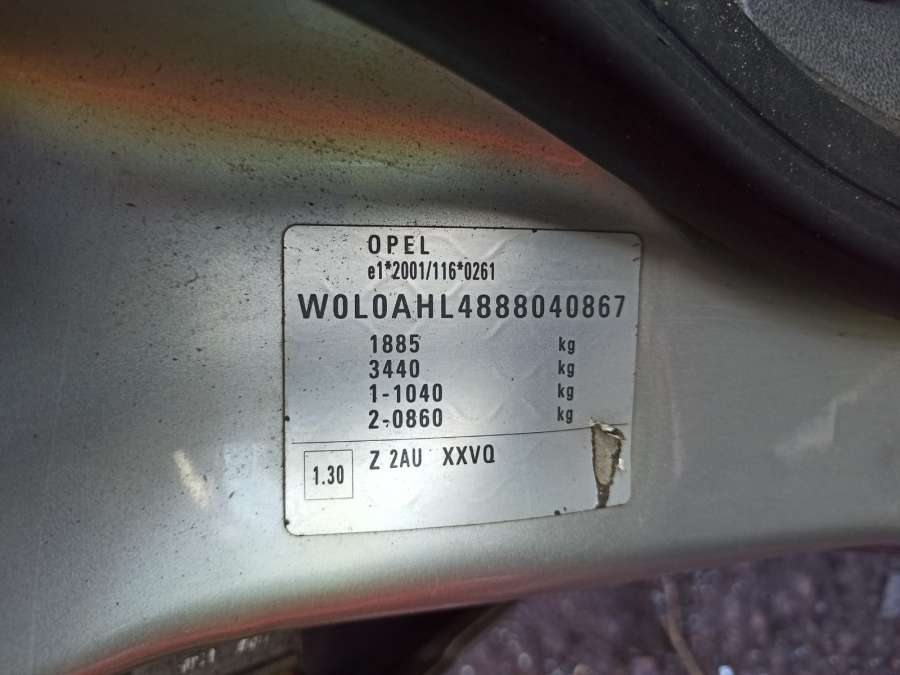 OPEL
e1*2001/116*0261
W0L0AHL4888040867
1885 kg
3440 kg
1-1040 kg
2-0860 kg
1.30 Z 2AU XXVQ